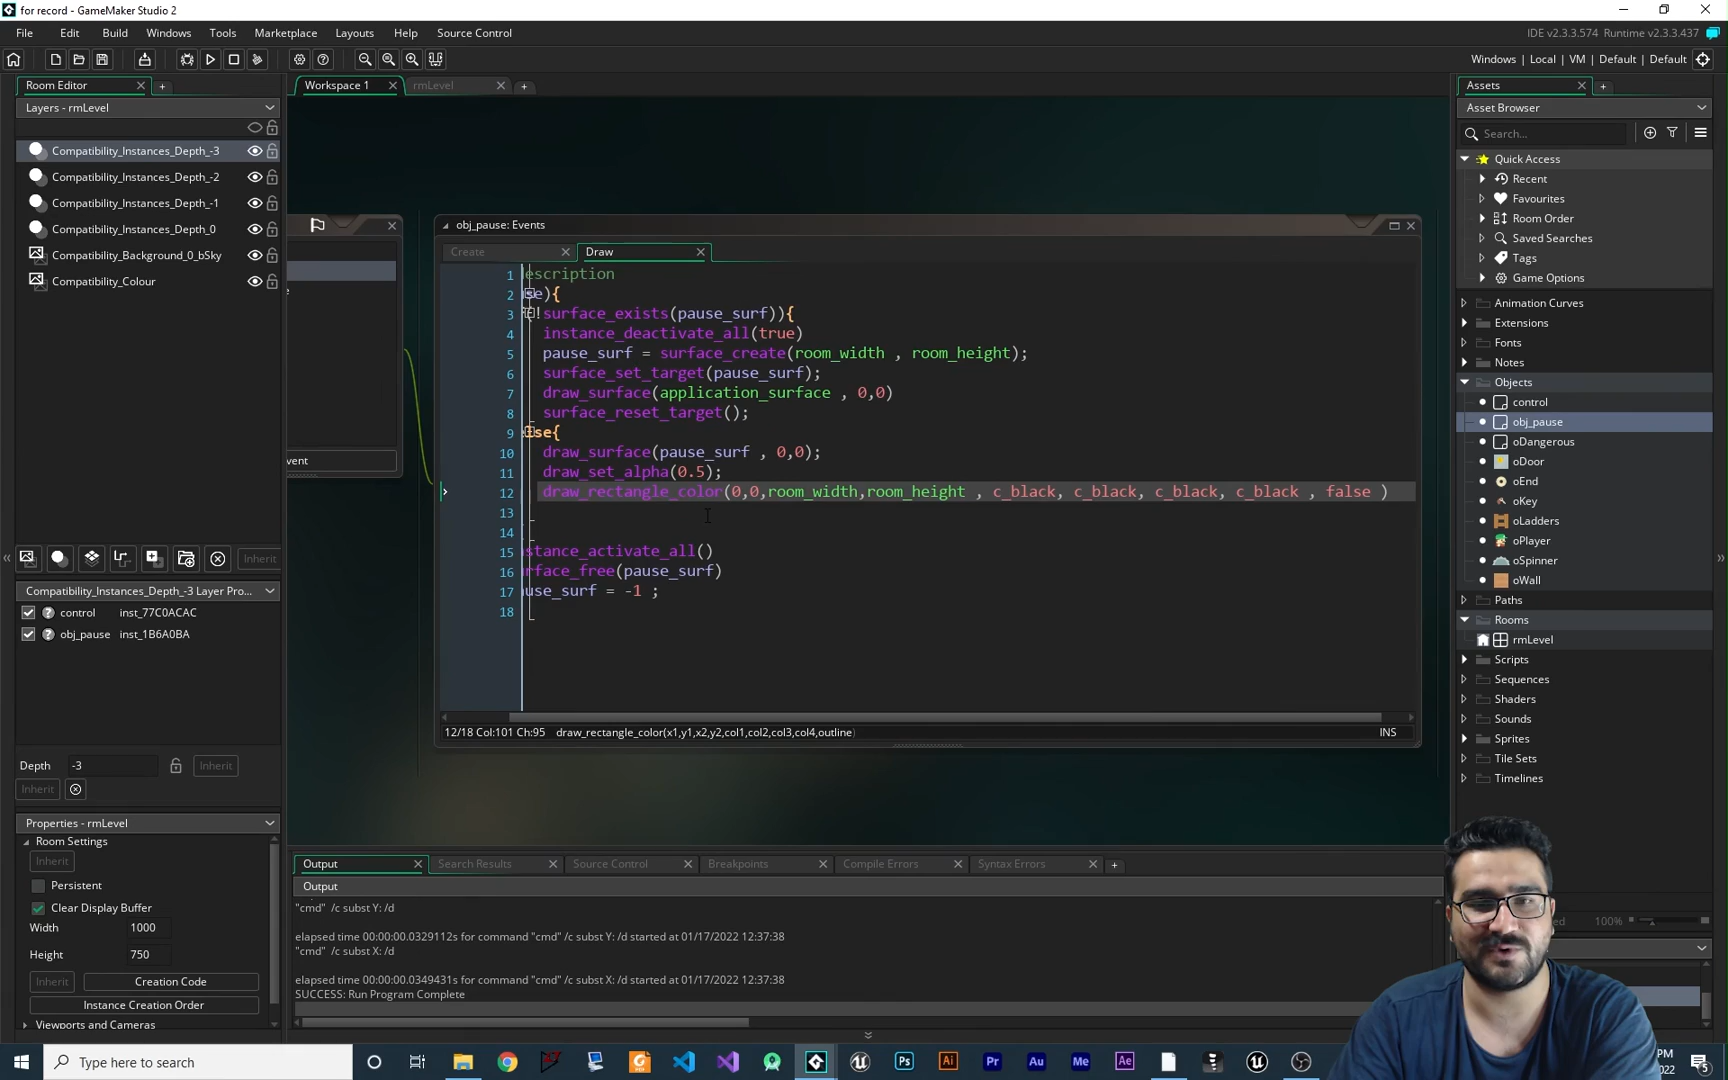 for record - GameMaker Studio 2
File Edit Build Windows Tools Marketplace Layouts Help Source Control
IDE v2.3.3.574 Runtime v2.3.3.437
Windows | Local | VM | Default | Default
Room Editor
Layers - rmLevel
Compatibility_Instances_Depth_-3
Compatibility_Instances_Depth_-2
Compatibility_Instances_Depth_-1
Compatibility_Instances_Depth_0
Compatibility_Background_0_bSky
Compatibility_Colour
Inherit
Compatibility_Instances_Depth_-3 Layer Pro...
control inst_77C0ACAC
obj_pause inst_1B6A0BA
Depth -3 Inherit
Inherit
Properties - rmLevel
Room Settings
Inherit
Persistent
Clear Display Buffer
Width 1000
Height 750
Inherit Creation Code
Instance Creation Order
Viewports and Cameras
Workspace 1 rmLevel
vent
obj_pause: Events
Create Draw
1 escription
2 se){
3 !surface_exists(pause_surf)){
4 instance_deactivate_all(true)
5 pause_surf = surface_create(room_width , room_height);
6 surface_set_target(pause_surf);
7 draw_surface(application_surface , 0,0)
8 surface_reset_target();
9 se{
10 draw_surface(pause_surf , 0,0);
11 draw_set_alpha(0.5);
12 draw_rectangle_color(0,0,room_width,room_height , c_black, c_black, c_black, c_black , false )
13
14
15 stance_activate_all()
16 rface_free(pause_surf)
17 use_surf = -1 ;
18
12/18 Col:101 Ch:95 draw_rectangle_color(x1,y1,x2,y2,col1,col2,col3,col4,outline) INS
Output Search Results Source Control Breakpoints Compile Errors Syntax Errors
Output
"cmd" /c subst Y: /d
elapsed time 00:00:00.0329112s for command "cmd" /c subst Y: /d started at 01/17/2022 12:37:38
"cmd" /c subst X: /d
elapsed time 00:00:00.0349431s for command "cmd" /c subst X: /d started at 01/17/2022 12:37:38
SUCCESS: Run Program Complete
Assets
Asset Browser
Search...
Quick Access
Recent
Favourites
Room Order
Saved Searches
Tags
Game Options
Animation Curves
Extensions
Fonts
Notes
Objects
control
obj_pause
oDangerous
oDoor
oEnd
oKey
oLadders
oPlayer
oSpinner
oWall
Paths
Rooms
rmLevel
Scripts
Sequences
Shaders
Sounds
Sprites
Tile Sets
Timelines
100%
Type here to search
Ps Ai Pr Au Me Ae
PM
2022
5